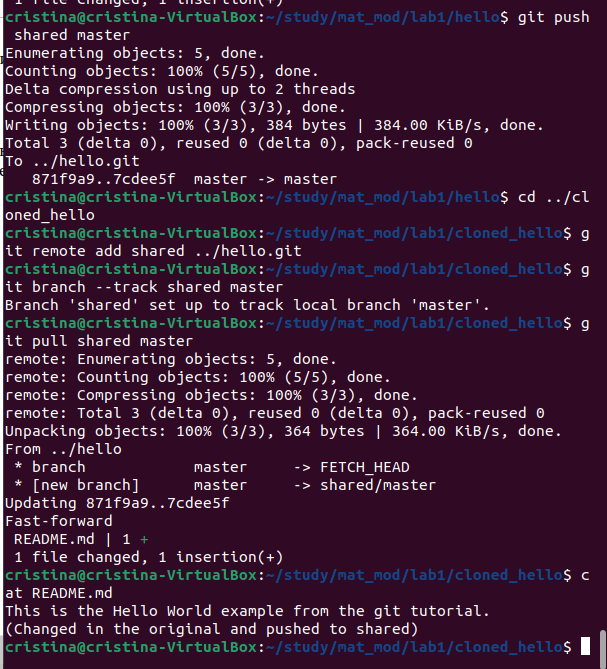 1 file changed, 1 insertion(+)
cristina@cristina-VirtualBox:~/study/mat_mod/lab1/hello$ git push
 shared master
Enumerating objects: 5, done.
Counting objects: 100% (5/5), done.
Delta compression using up to 2 threads
Compressing objects: 100% (3/3), done.
Writing objects: 100% (3/3), 384 bytes | 384.00 KiB/s, done.
Total 3 (delta 0), reused 0 (delta 0), pack-reused 0
To ../hello.git
   871f9a9..7cdee5f  master -> master
cristina@cristina-VirtualBox:~/study/mat_mod/lab1/hello$ cd ../cl
oned_hello
cristina@cristina-VirtualBox:~/study/mat_mod/lab1/cloned_hello$ g
it remote add shared ../hello.git
cristina@cristina-VirtualBox:~/study/mat_mod/lab1/cloned_hello$ g
it branch --track shared master
Branch 'shared' set up to track local branch 'master'.
cristina@cristina-VirtualBox:~/study/mat_mod/lab1/cloned_hello$ g
it pull shared master
remote: Enumerating objects: 5, done.
remote: Counting objects: 100% (5/5), done.
remote: Compressing objects: 100% (3/3), done.
remote: Total 3 (delta 0), reused 0 (delta 0), pack-reused 0
Unpacking objects: 100% (3/3), 364 bytes | 364.00 KiB/s, done.
From ../hello
 * branch            master     -> FETCH_HEAD
 * [new branch]      master     -> shared/master
Updating 871f9a9..7cdee5f
Fast-forward
 README.md | 1 +
 1 file changed, 1 insertion(+)
cristina@cristina-VirtualBox:~/study/mat_mod/lab1/cloned_hello$ c
at README.md
This is the Hello World example from the git tutorial.
(Changed in the original and pushed to shared)
cristina@cristina-VirtualBox:~/study/mat_mod/lab1/cloned_hello$